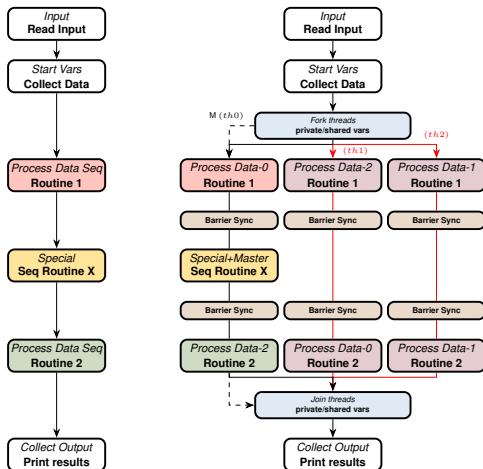 Input
Read Input
Start Vars
Collect Data
Process Data Seq
Routine 1
Special
Seq Routine X
Process Data Seq
Routine 2
Collect Output
Print results
Input
Read Input
Start Vars
Collect Data
M (th0)
Fork threads
private/shared vars
(th2)
(th1)
Process Data-0
Routine 1
Process Data-2
Routine 1
Process Data-1
Routine 1
Barrier Sync
Barrier Sync
Barrier Sync
Special+Master
Seq Routine X
Barrier Sync
Barrier Sync
Barrier Sync
Process Data-2
Routine 2
Process Data-0
Routine 2
Process Data-1
Routine 2
Join threads
private/shared vars
Collect Output
Print results